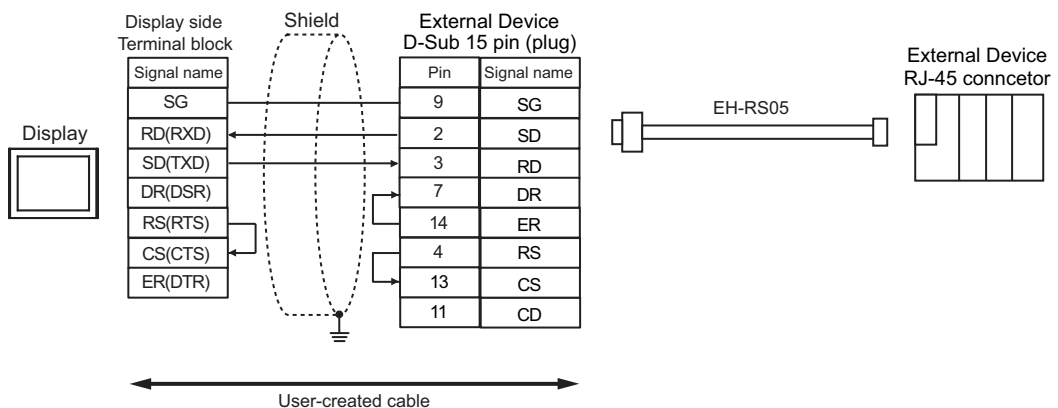 Display side
Terminal block
Shield
External Device
D-Sub 15 pin (plug)
External Device
RJ-45 conncetor
Signal name
Pin
Signal name
SG
9
SG
EH-RS05
Display
RD(RXD)
2
SD
SD(TXD)
3
RD
DR(DSR)
7
DR
RS(RTS)
14
ER
CS(CTS)
4
RS
ER(DTR)
13
CS
11
CD
User-created cable